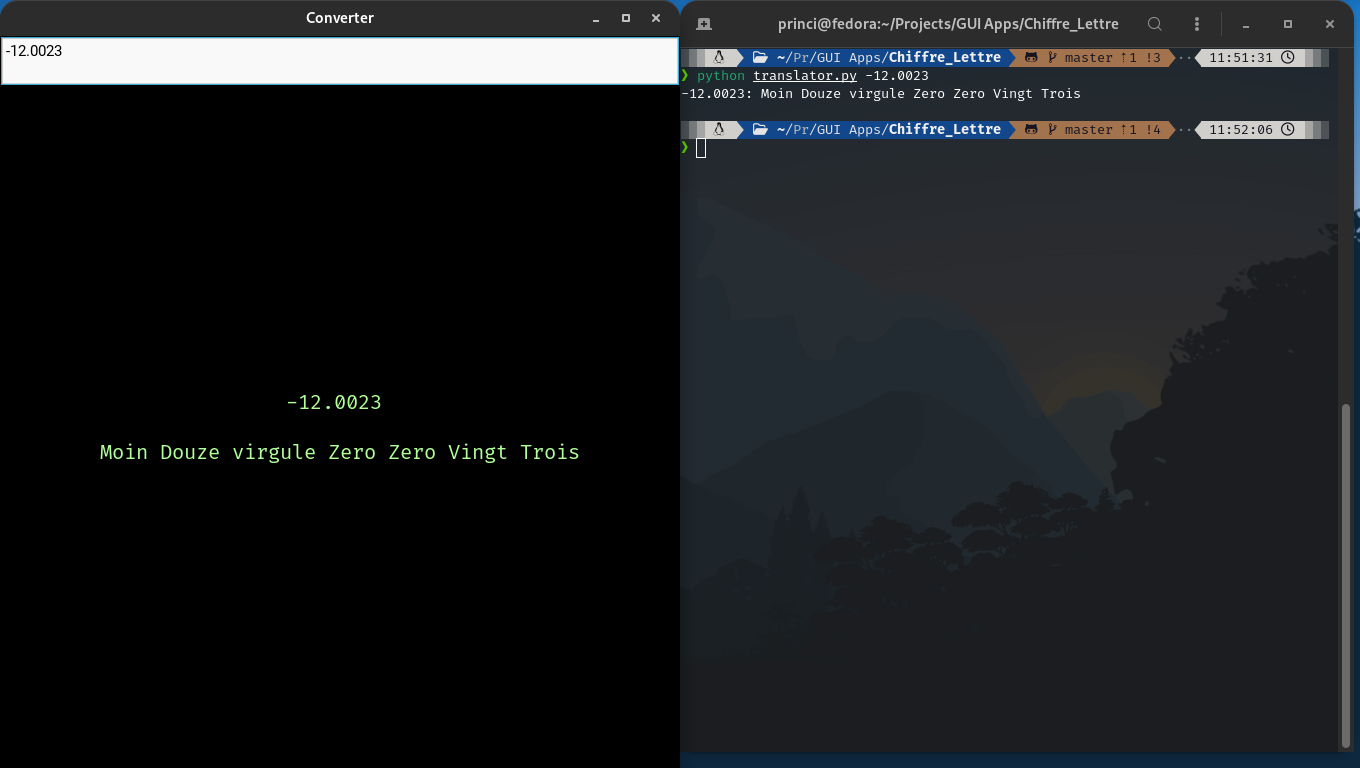 Converter
-12.0023
-12.0023
Moin Douze virgule Zero Zero Vingt Trois
princi@fedora:~/Projects/GUI Apps/Chiffre_Lettre
~/Pr/GUI Apps/Chiffre_Lettre master ↑1 !3 ·· 11:51:31
❯ python translator.py -12.0023
-12.0023: Moin Douze virgule Zero Zero Vingt Trois
~/Pr/GUI Apps/Chiffre_Lettre master ↑1 !4 ·· 11:52:06
❯